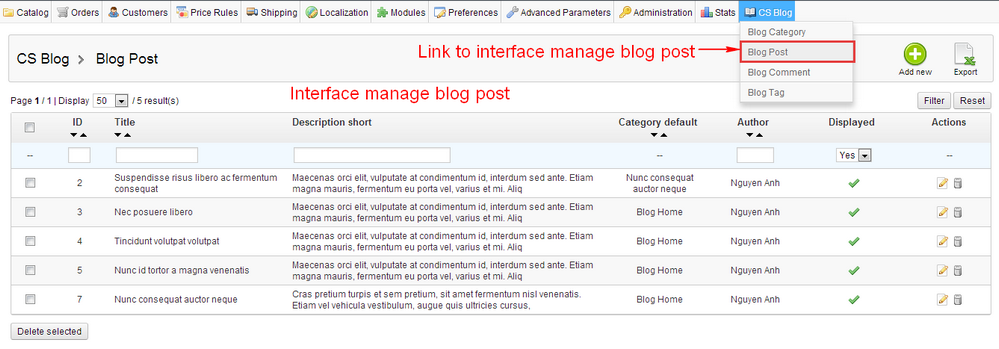 Catalog Orders Customers Price Rules Shipping Localization Modules Preferences Advanced Parameters Administration Stats CS Blog
Blog Category
Link to interface manage blog post
Blog Post
Blog Comment
Blog Tag
CS Blog > Blog Post
Add new
Export
Page 1 / 1 | Display 50 / 5 result(s)
Interface manage blog post
Filter Reset
ID Title Description short Category default Author Displayed Actions
-- -- Yes --
2 Suspendisse risus libero ac fermentum consequat Maecenas orci elit, vulputate at condimentum id, interdum sed ante. Etiam magna mauris, fermentum eu porta vel, varius et mi. Aliq Nunc consequat auctor neque Nguyen Anh
3 Nec posuere libero Maecenas orci elit, vulputate at condimentum id, interdum sed ante. Etiam magna mauris, fermentum eu porta vel, varius et mi. Aliq Blog Home Nguyen Anh
4 Tincidunt volutpat volutpat Maecenas orci elit, vulputate at condimentum id, interdum sed ante. Etiam magna mauris, fermentum eu porta vel, varius et mi. Aliq Blog Home Nguyen Anh
5 Nunc id tortor a magna venenatis Maecenas orci elit, vulputate at condimentum id, interdum sed ante. Etiam magna mauris, fermentum eu porta vel, varius et mi. Aliq Blog Home Nguyen Anh
7 Nunc consequat auctor neque Cras pretium turpis et sem pretium, sit amet fermentum nisl venenatis. Etiam vel vehicula vestibulum, augue quis ultricies cursus, Blog Home Nguyen Anh
Delete selected